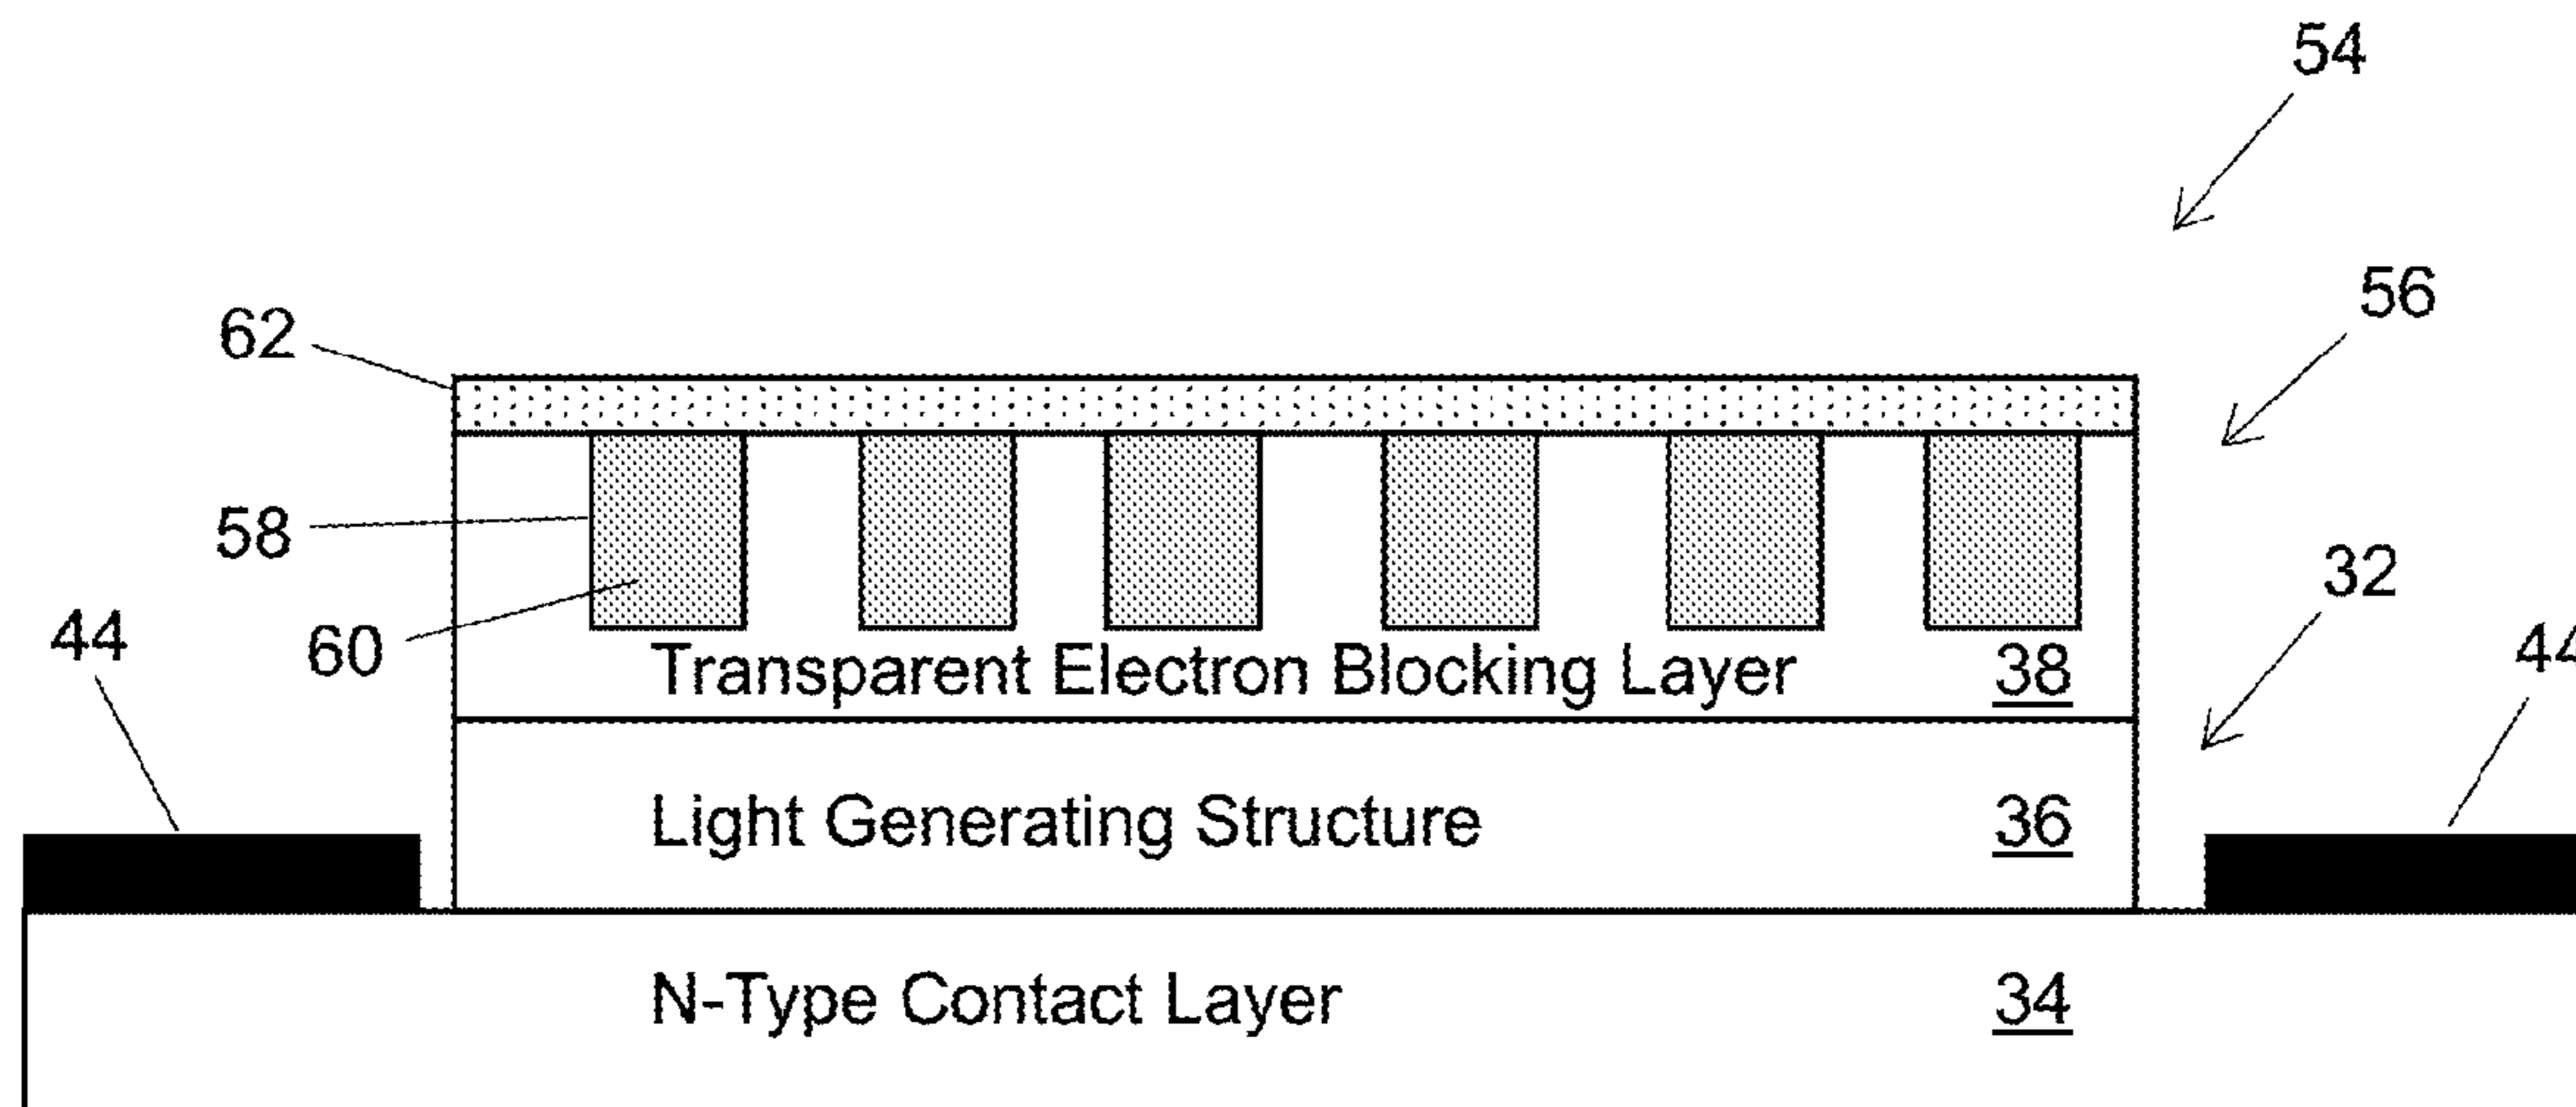 54
56
62
58
32
44
60
44
Transparent Electron Blocking Layer 38
Light Generating Structure 36
N-Type Contact Layer 34